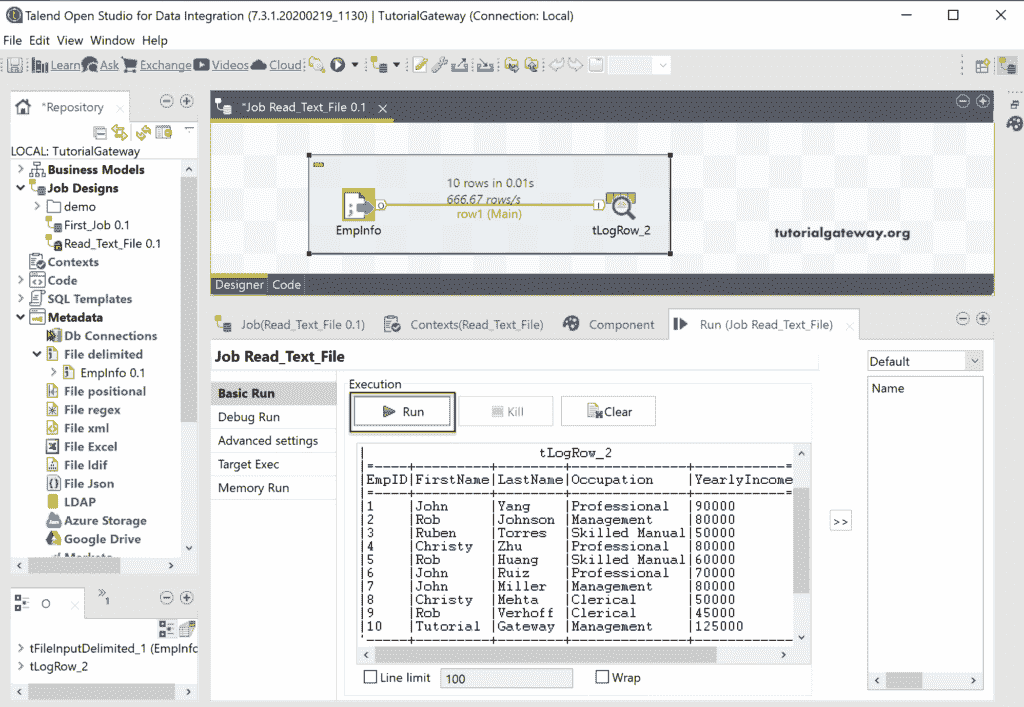 Talend Open Studio for Data Integration (7.3.1.20200219_1130) | TutorialGateway (Connection: Local)
File Edit View Window Help
Learn Ask Exchange Videos Cloud
*Repository
LOCAL: TutorialGateway
Business Models
Job Designs
demo
First_Job 0.1
Read_Text_File 0.1
Contexts
Code
SQL Templates
Metadata
Db Connections
File delimited
EmpInfo 0.1
File positional
File regex
File xml
File Excel
File ldif
File Json
LDAP
Azure Storage
Google Drive
O
1
tFileInputDelimited_1 (EmpInfo
tLogRow_2
*Job Read_Text_File 0.1
10 rows in 0.01s
666.67 rows/s
row1 (Main)
EmpInfo
tLogRow_2
tutorialgateway.org
Designer Code
Job(Read_Text_File 0.1) Contexts(Read_Text_File) Component Run (Job Read_Text_File)
Job Read_Text_File
Basic Run
Debug Run
Advanced settings
Target Exec
Memory Run
Execution
Run Kill Clear
tLogRow_2
|=-----+---------+--------+--------------+------------=
|EmpID|FirstName|LastName|Occupation |YearlyIncome
|=-----+---------+--------+--------------+------------=
|1 |John |Yang |Professional |90000
|2 |Rob |Johnson |Management |80000
|3 |Ruben |Torres |Skilled Manual|50000
|4 |Christy |Zhu |Professional |80000
|5 |Rob |Huang |Skilled Manual|60000
|6 |John |Ruiz |Professional |70000
|7 |John |Miller |Management |80000
|8 |Christy |Mehta |Clerical |50000
|9 |Rob |Verhoff |Clerical |45000
|10 |Tutorial |Gateway |Management |125000
'-----+---------+--------+--------------+------------
Line limit 100 Wrap
>>
Default
Name